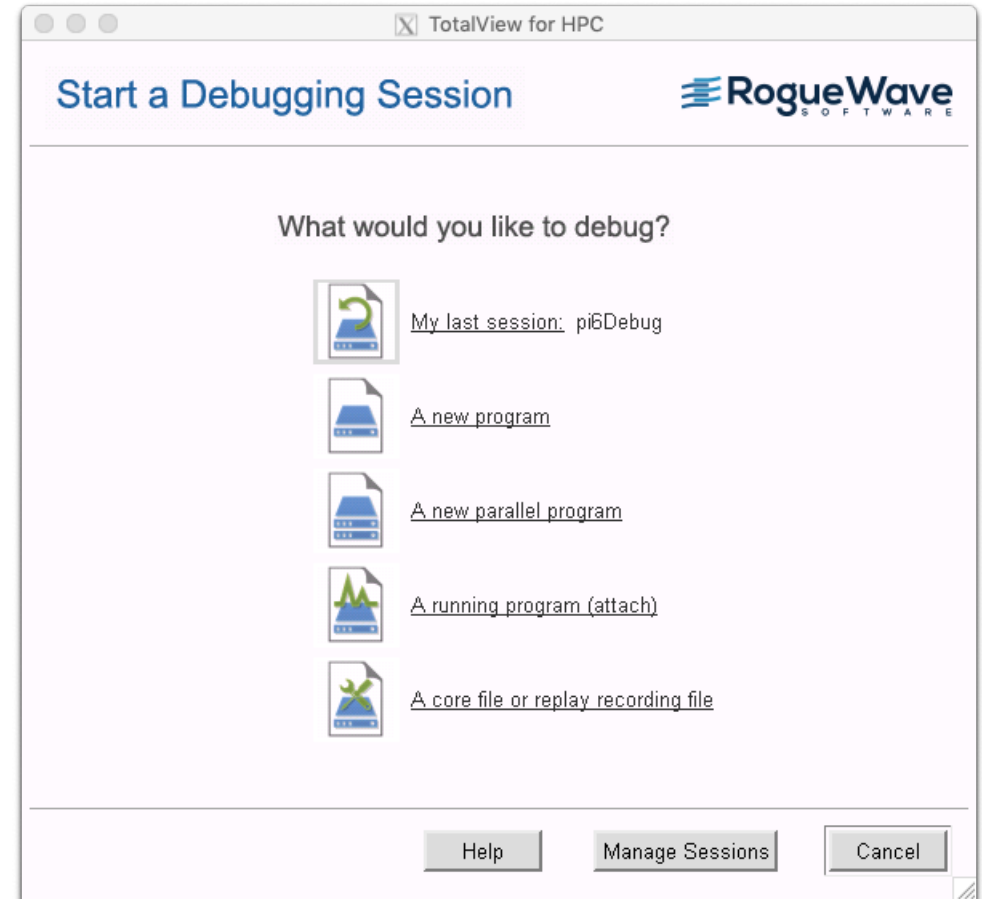 TotalView for HPC
Start a Debugging Session
RogueWave
SOFTWARE
What would you like to debug?
My last session: pi6Debug
A new program
A new parallel program
A running program (attach)
A core file or replay recording file
Help
Manage Sessions
Cancel